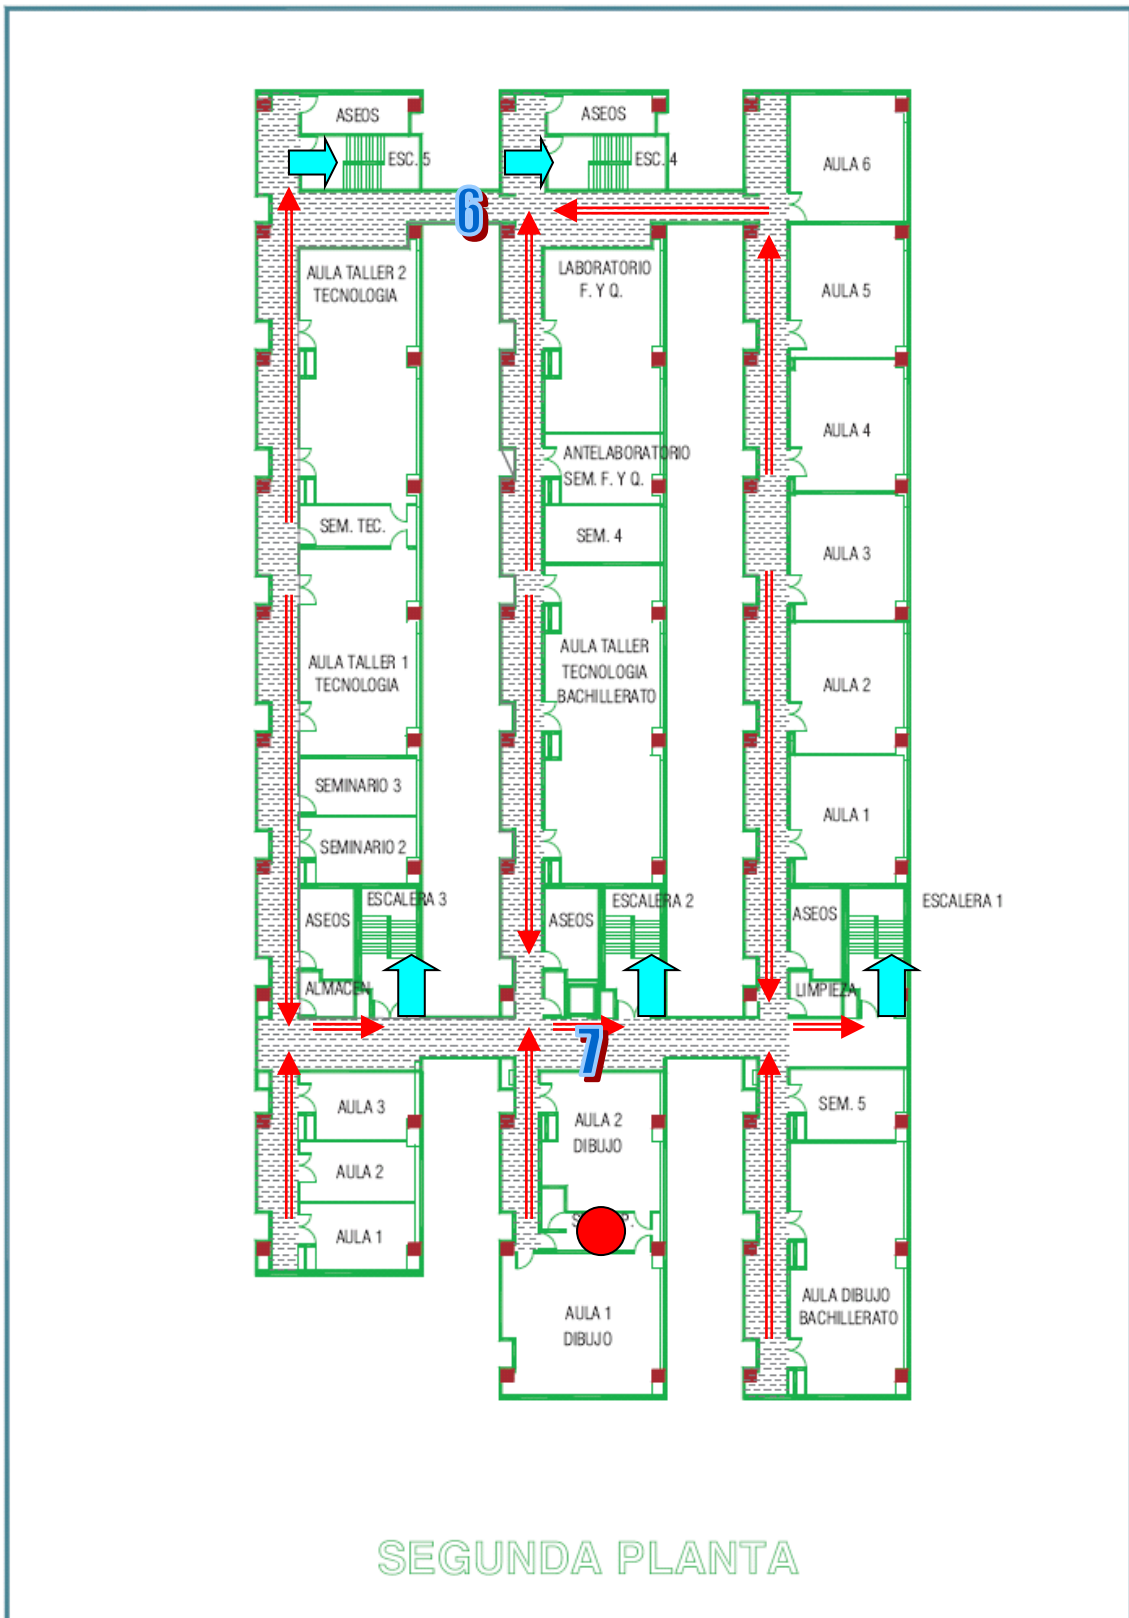 ASEOS
ASEOS
ESC. 5
ESC. 4
AULA 6
6
AULA TALLER 2
TECNOLOGIA
LABORATORIO
F. Y Q.
AULA 5
AULA 4
ANTELABORATORIO
SEM. F. Y Q.
SEM. TEC.
SEM. 4
AULA 3
AULA TALLER 1
TECNOLOGIA
AULA TALLER
TECNOLOGIA
BACHILLERATO
AULA 2
SEMINARIO 3
AULA 1
SEMINARIO 2
ESCALERA 3
ESCALERA 2
ESCALERA 1
ASEOS
ASEOS
ASEOS
ALMACEN
LIMPIEZA
7
AULA 3
AULA 2
DIBUJO
SEM. 5
AULA 2
AULA 1
AULA 1
DIBUJO
AULA DIBUJO
BACHILLERATO
SEGUNDA PLANTA